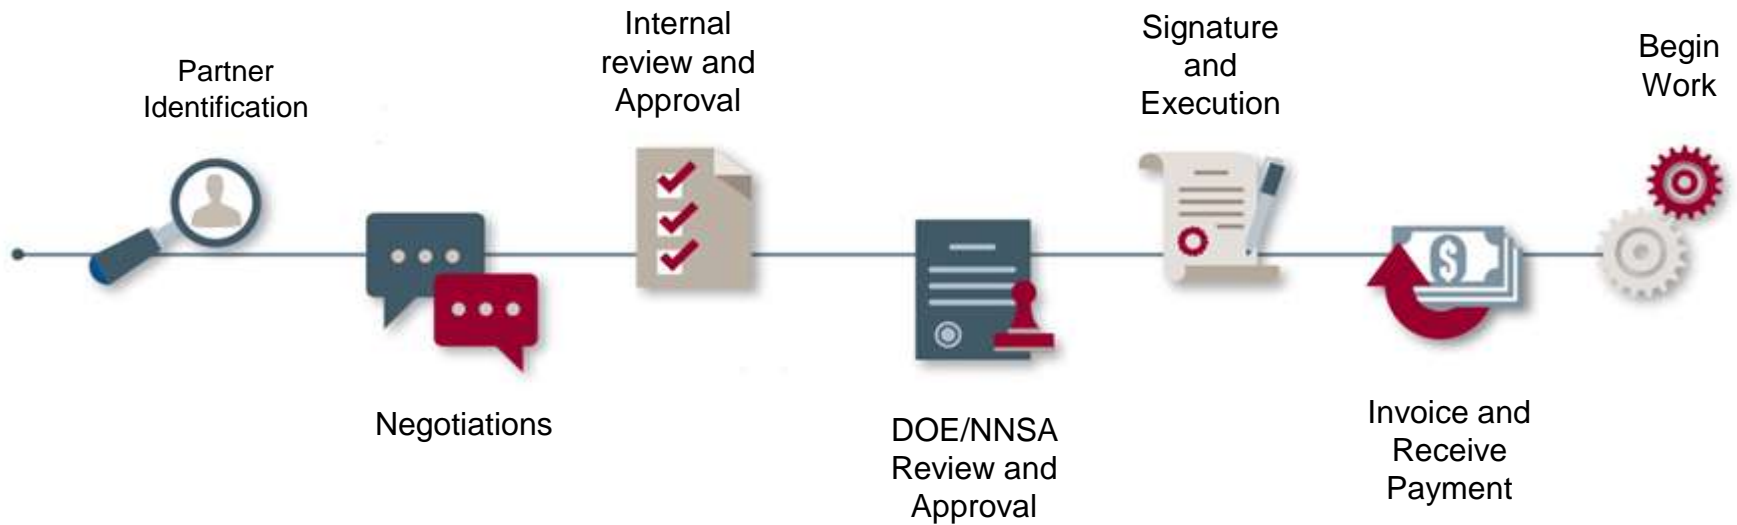 Partner
Identification
Negotiations
Internal
review and
Approval
DOE/NNSA
Review and
Approval
Signature
and
Execution
$
Invoice and
Receive
Payment
Begin
Work